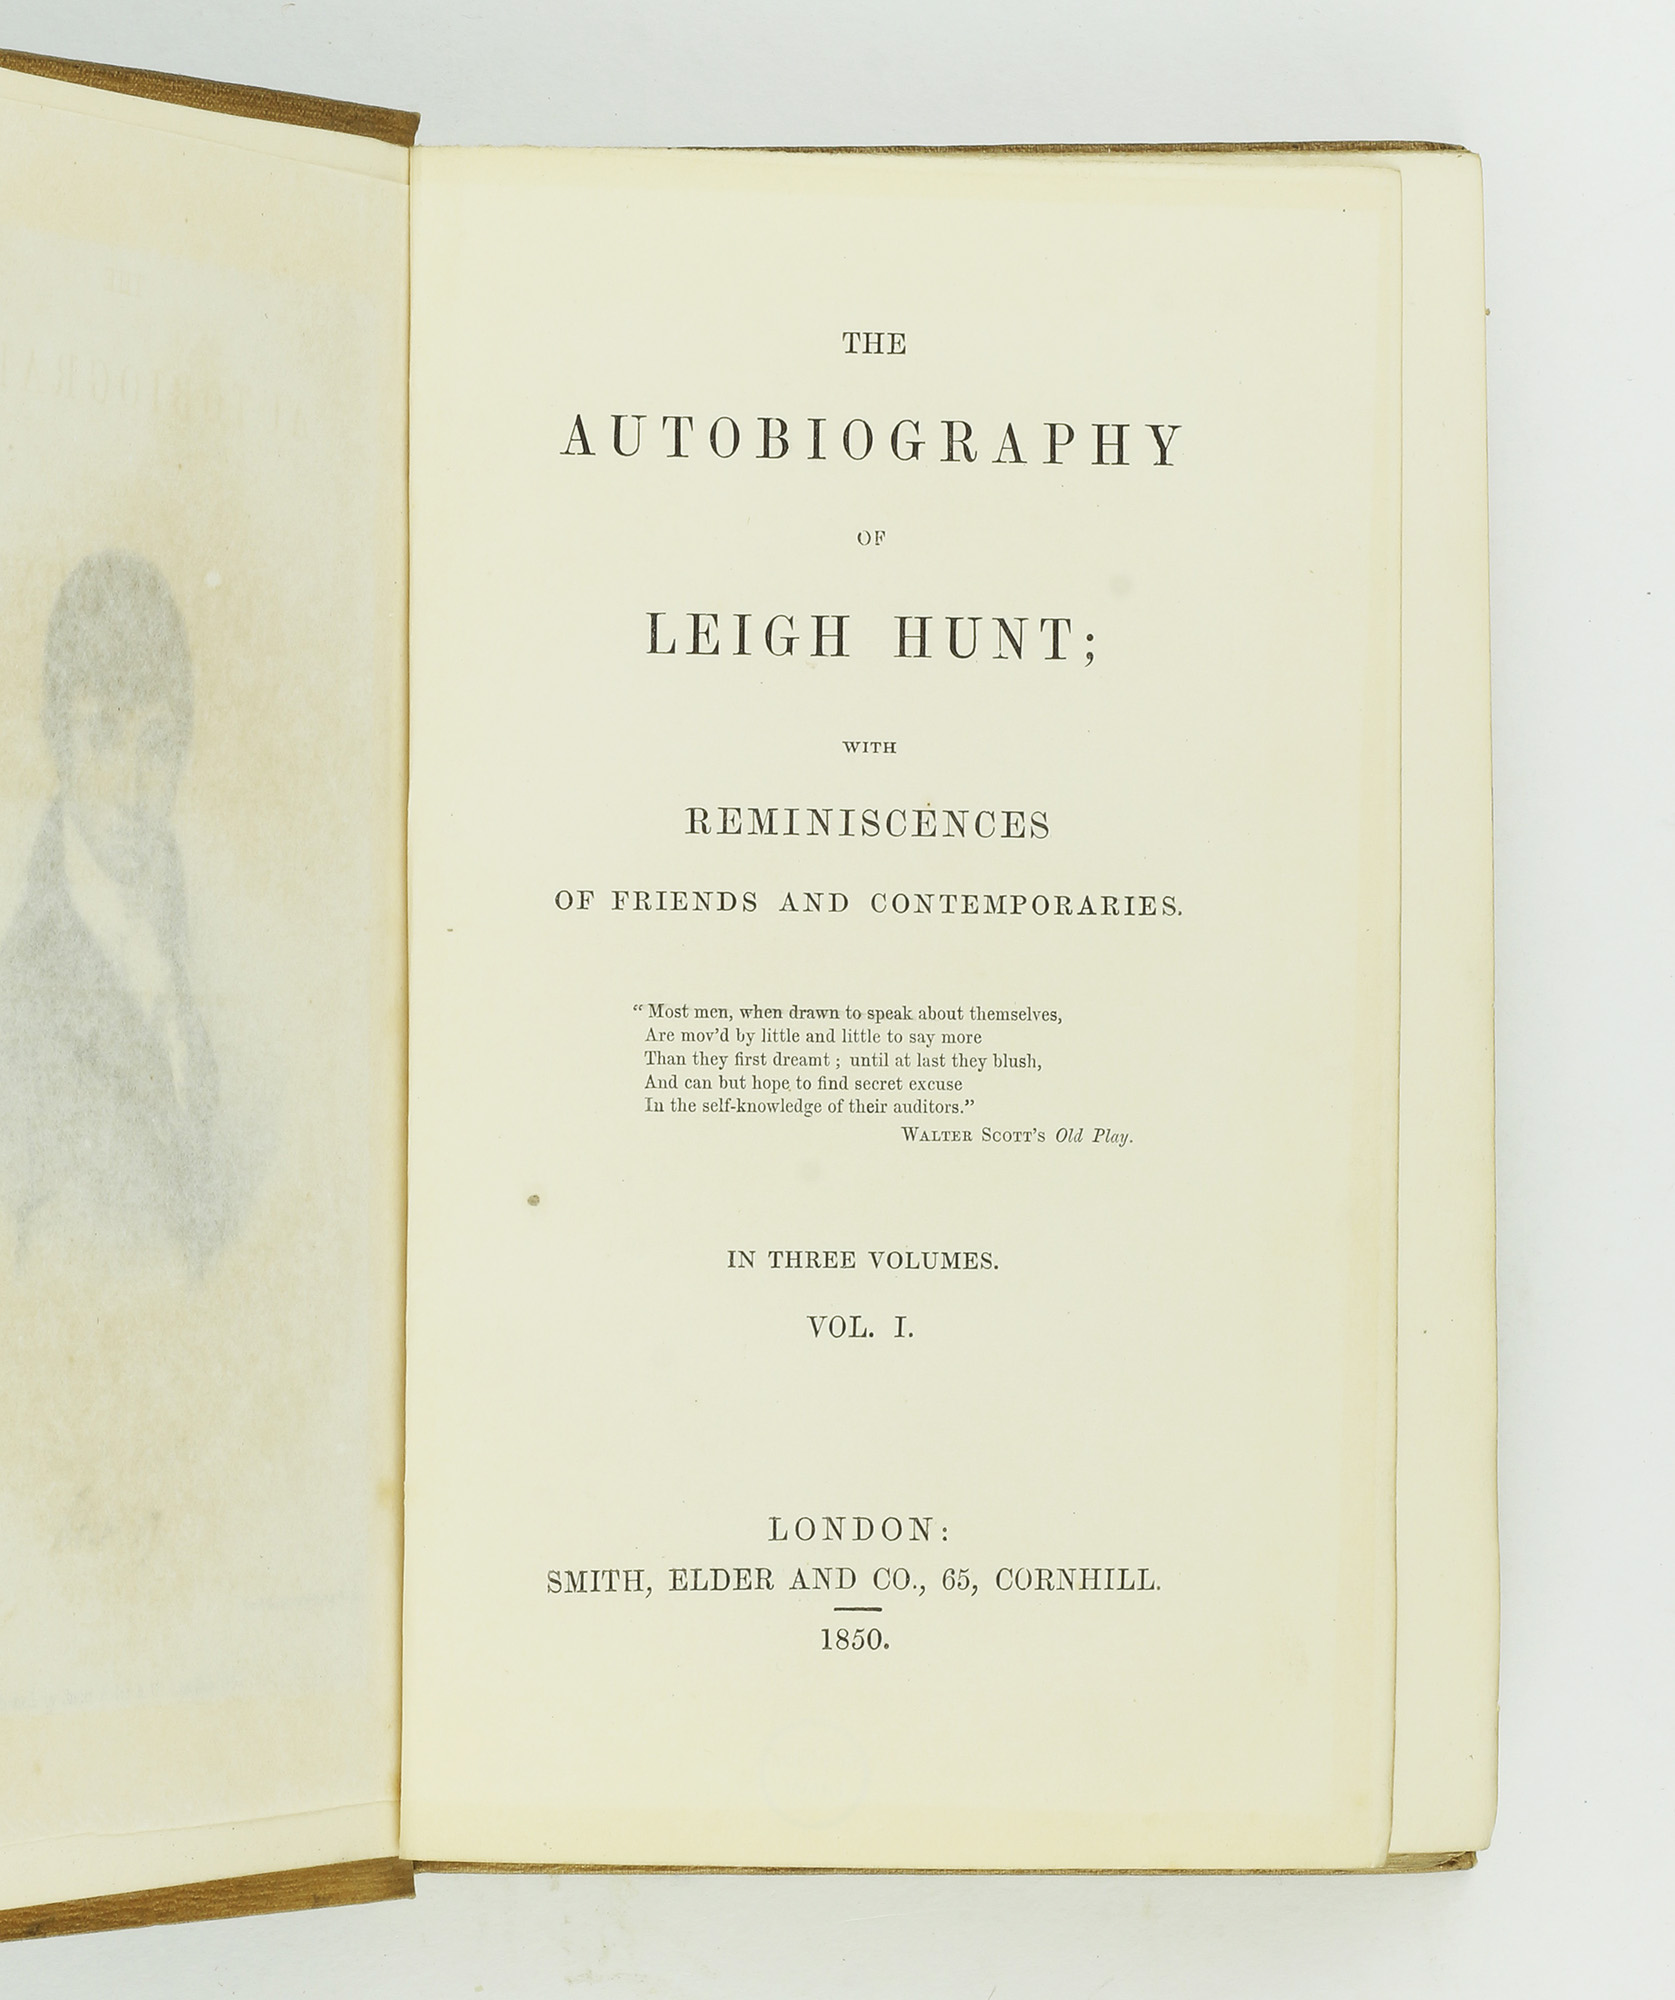 THE
AUTOBIOGRAPHY
OF
LEIGH HUNT;
WITH
REMINISCENCES
OF FRIENDS AND CONTEMPORARIES.
“Most men, when drawn to speak about themselves,
Are mov’d by little and little to say more
Than they first dreamt; until at last they blush,
And can but hope to find secret excuse
In the self-knowledge of their auditors.”
WALTER SCOTT’S Old Play.
IN THREE VOLUMES.
VOL. I.
LONDON:
SMITH, ELDER AND CO., 65, CORNHILL.
1850.